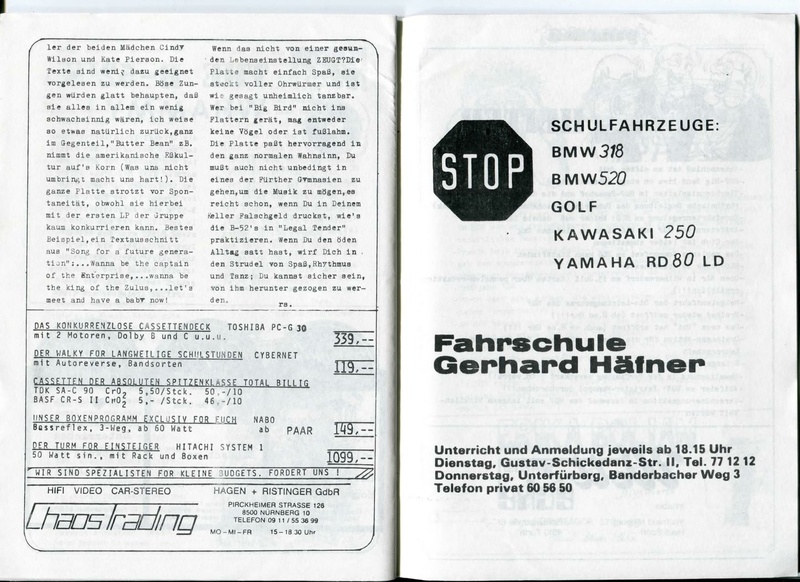 ler der beiden Mädchen Cindy
Wilson und Kate Pierson. Die
Texte sind wenig dazu geeignet
vorgelesen zu werden. Böse Zun-
gen würden glatt behaupten, daß
sie alles in allem ein wenig
schwachsinnig wären, ich weise
so etwas natürlich zurück,ganz
im Gegenteil,"Butter Bean" zB.
nimmt die amerikanische Eßkul-
tur auf's Korn (Was uns nicht
umbringt macht uns hart!). Die
ganze Platte strotzt vor Spon-
taneität, obwohl sie hierbei
mit der ersten LP der Gruppe
kaum konkurrieren kann. Bestes
Beispiel,ein Textausschnitt
aus "Song for a future genera-
tion":...Wanna be the captain
of the Enterprise,...wanna be
the king of the Zulus,...let's
meet and have a baby now!
Wenn das nicht von einer gesun-
den Lebenseinstellung ZEUGT?Die
Platte macht einfach Spaß, sie
steckt voller Ohrwürmer und ist
wie gesagt unheimlich tanzbar.
Wer bei "Big Bird" nicht ins
Flattern gerät, mag entweder
keine Vögel oder ist fußlahm.
Die Platte paßt hervorragend in
den ganz normalen Wahnsinn, Du
mußt auch nicht unbedingt in
eines der Fürther Gymnasien zu
gehen,um die Musik zu mögen,es
reicht schon, wenn Du in Deinem
Keller Falschgeld druckst, wie's
die B-52's in "Legal Tender"
praktizieren. Wenn Du den öden
Alltag satt hast, wirf Dich in
den Strudel von Spaß,Rhythmus
und Tanz; Du kannst sicher sein,
von ihm herunter gezogen zu wer-
den.
rs.
DAS KONKURRENZLOSE CASSETTENDECK TOSHIBA PC-G 30
mit 2 Motoren, Dolby B und C u.u.u. 339,--
DER WALKY FOR LANGWEILIGE SCHULSTUNDEN CYBERNET
mit Autoreverse, Bandsorten 119,--
CASSETTEN DER ABSOLUTEN SPITZENKLASSE TOTAL BILLIG
TDK SA-C 90 CrO2 5,50/Stck. 50,-/10
BASF CR-S II CrO2 5,- /Stck. 46,-/10
UNSER BOXENPROGRAMM EXCLUSIV FOR EUCH NABO
Bassreflex, 3-Weg, ab 60 Watt ab PAAR 149,--
DER TURM FOR EINSTEIGER HITACHI SYSTEM 1
50 Watt sin., mit Rack und Boxen 1099,--
WIR SIND SPEZIALISTEN FÜR KLEINE BUDGETS. FORDERT UNS !
HIFI VIDEO CAR-STEREO
HAGEN + RISTINGER GdbR
Chaos Trading
PIRCKHEIMER STRASSE 126
8500 NÜRNBERG 10
TELEFON 09 11 / 55 36 99
MO-MI-FR 15-18.30 Uhr
STOP
SCHULFAHRZEUGE:
BMW 318
BMW 520
GOLF
KAWASAKI 250
YAMAHA RD 80 LD
Fahrschule
Gerhard Häfner
Unterricht und Anmeldung jeweils ab 18.15 Uhr
Dienstag, Gustav-Schickedanz-Str. II, Tel. 77 12 12
Donnerstag, Unterfürberg, Banderbacher Weg 3
Telefon privat 60 56 50